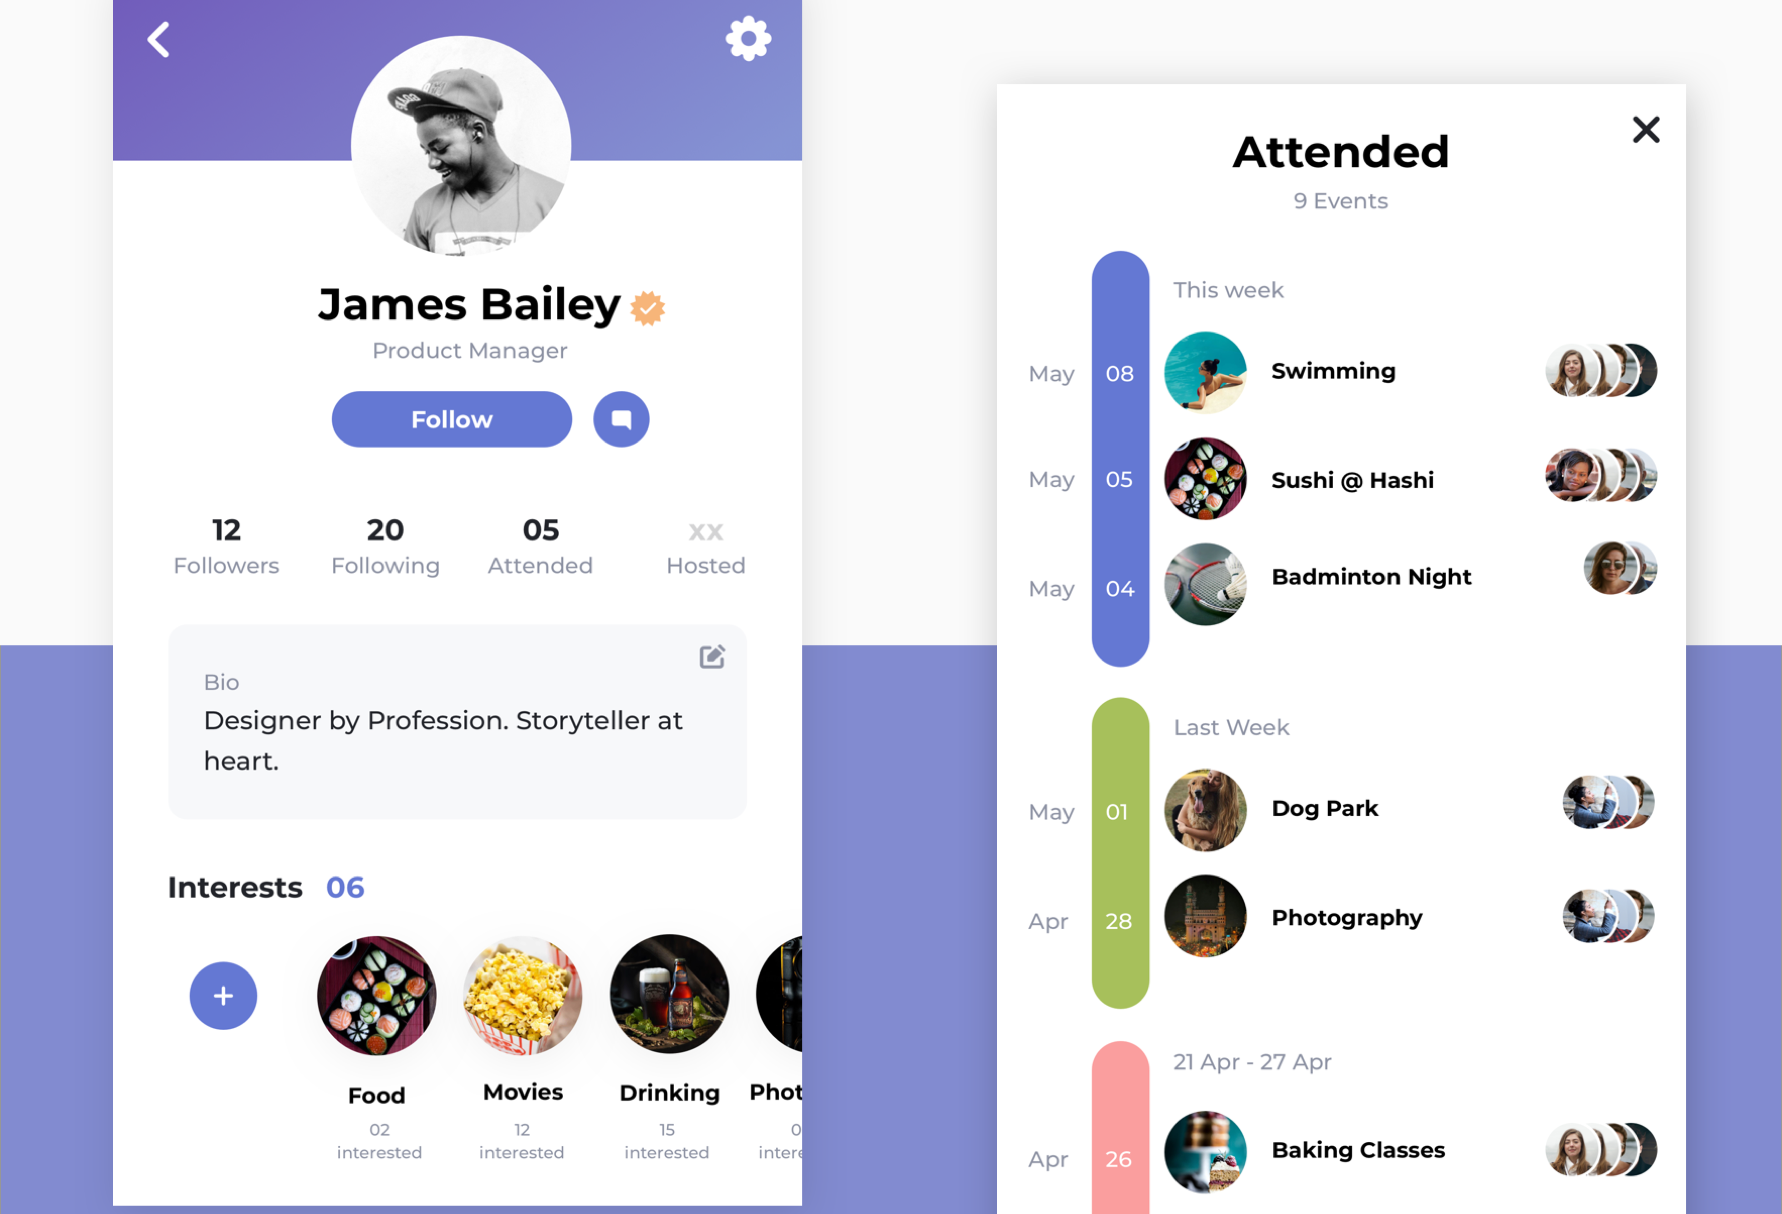 James Bailey
Product Manager
Follow
12
Followers
20
Following
05
Attended
xx
Hosted
Bio
Designer by Profession. Storyteller at
heart.
Interests 06
Food
02
interested
Movies
12
interested
Drinking
15
interested
Attended
9 Events
This week
May 08 Swimming
May 05 Sushi @ Hashi
May 04 Badminton Night
Last Week
May 01 Dog Park
Apr 28 Photography
21 Apr - 27 Apr
Apr 26 Baking Classes